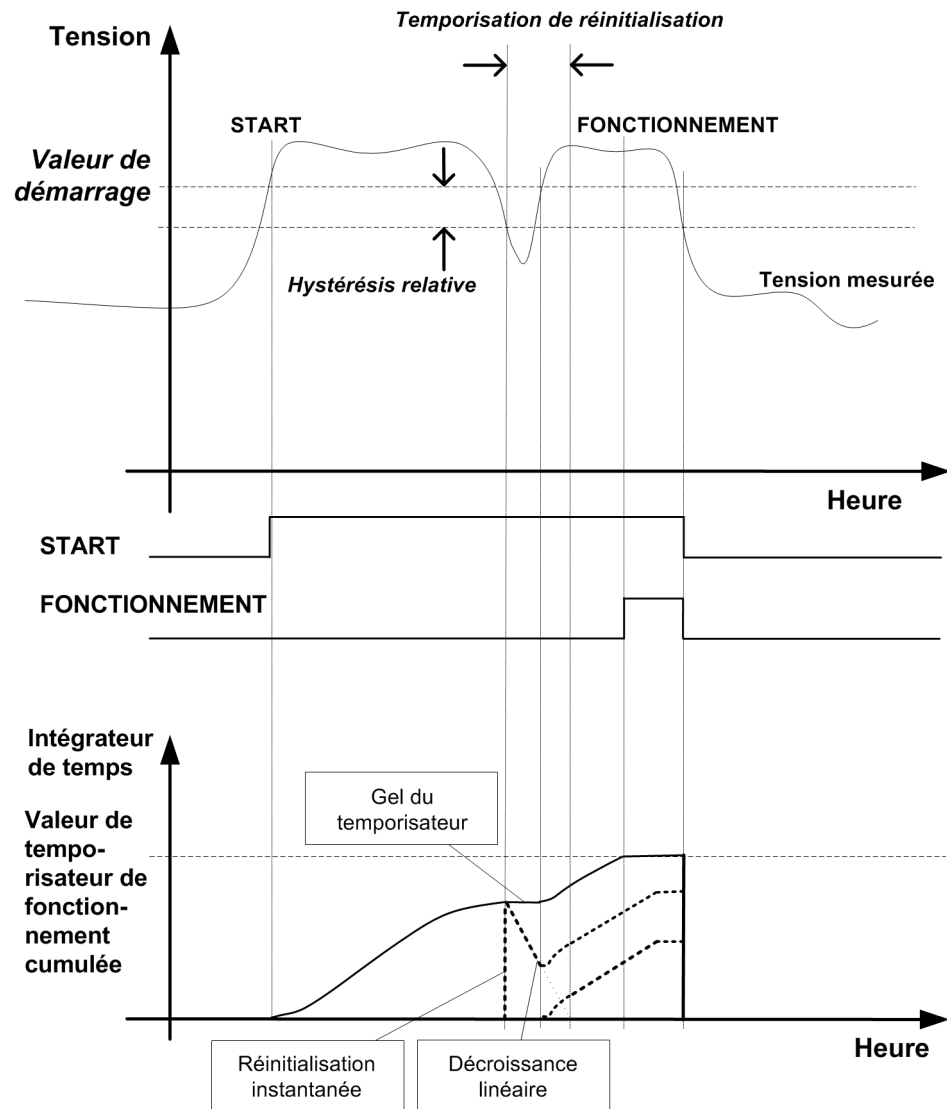 Temporisation de réinitialisation
Tension
START
FONCTIONNEMENT
Valeur de
démarrage
Hystérésis relative
Tension mesurée
Heure
START
FONCTIONNEMENT
Intégrateur
de temps
Gel du
temporisateur
Valeur de
tempo-
risateur de
fonction-
nement
cumulée
Heure
Réinitialisation
instantanée
Décroissance
linéaire